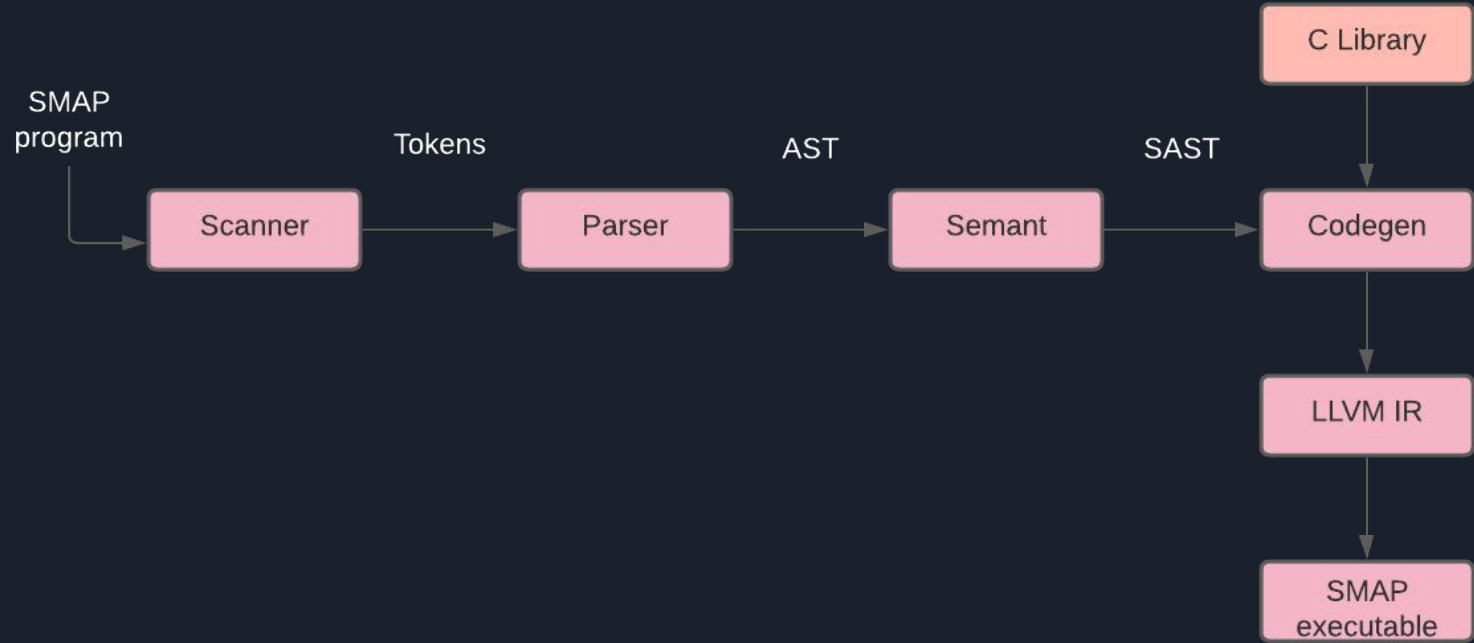 C Library
SMAP
program
Tokens
AST
SAST
Scanner
Parser
Semant
Codegen
LLVM IR
SMAP
executable